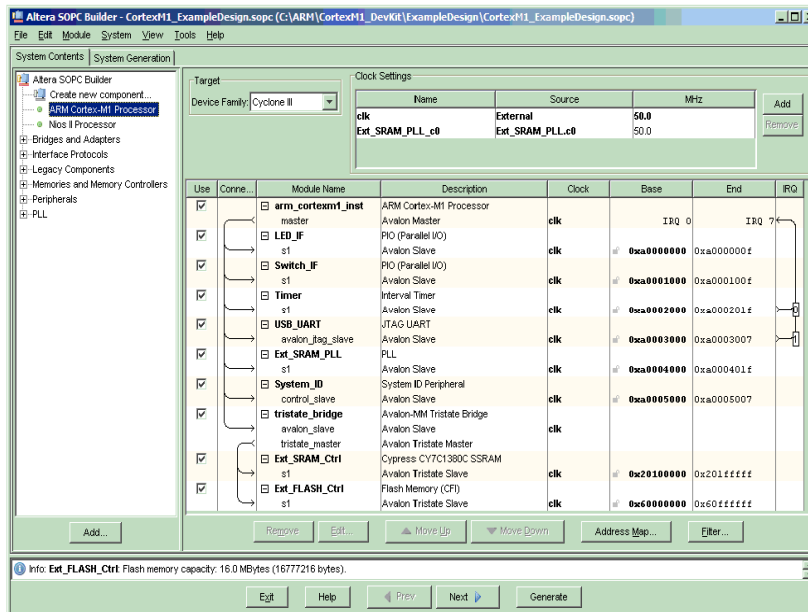 Altera SOPC Builder - CortexM1_ExampleDesign.sopc (C:\ARM\CortexM1_DevKit\ExampleDesign\CortexM1_ExampleDesign.sopc)
File Edit Module System View Tools Help
System Contents System Generation
Altera SOPC Builder
Create new component...
ARM Cortex-M1 Processor
Nios II Processor
Bridges and Adapters
Interface Protocols
Legacy Components
Memories and Memory Controllers
Peripherals
PLL
Add...
Target
Device Family: Cyclone III
Clock Settings
Name Source MHz
clk External 50.0
Ext_SRAM_PLL_c0 Ext_SRAM_PLL.c0 50.0
Add
Remove
Use Conne... Module Name Description Clock Base End IRQ
arm_cortexm1_inst ARM Cortex-M1 Processor
master Avalon Master clk IRQ 0 IRQ 7
LED_IF PIO (Parallel I/O)
s1 Avalon Slave clk 0xa0000000 0xa000000f
Switch_IF PIO (Parallel I/O)
s1 Avalon Slave clk 0xa0001000 0xa000100f
Timer Interval Timer
s1 Avalon Slave clk 0xa0002000 0xa000201f 0
USB_UART JTAG UART
avalon_jtag_slave Avalon Slave clk 0xa0003000 0xa0003007 1
Ext_SRAM_PLL PLL
s1 Avalon Slave clk 0xa0004000 0xa000401f
System_ID System ID Peripheral
control_slave Avalon Slave clk 0xa0005000 0xa0005007
tristate_bridge Avalon-MM Tristate Bridge
avalon_slave Avalon Slave clk
tristate_master Avalon Tristate Master
Ext_SRAM_Ctrl Cypress CY7C1380C SSRAM
s1 Avalon Tristate Slave clk 0x20100000 0x201fffff
Ext_FLASH_Ctrl Flash Memory (CFI)
s1 Avalon Tristate Slave clk 0x60000000 0x60ffffff
Remove Edit... Move Up Move Down Address Map... Filter...
Info: Ext_FLASH_Ctrl: Flash memory capacity: 16.0 MBytes (16777216 bytes).
Exit Help Prev Next Generate